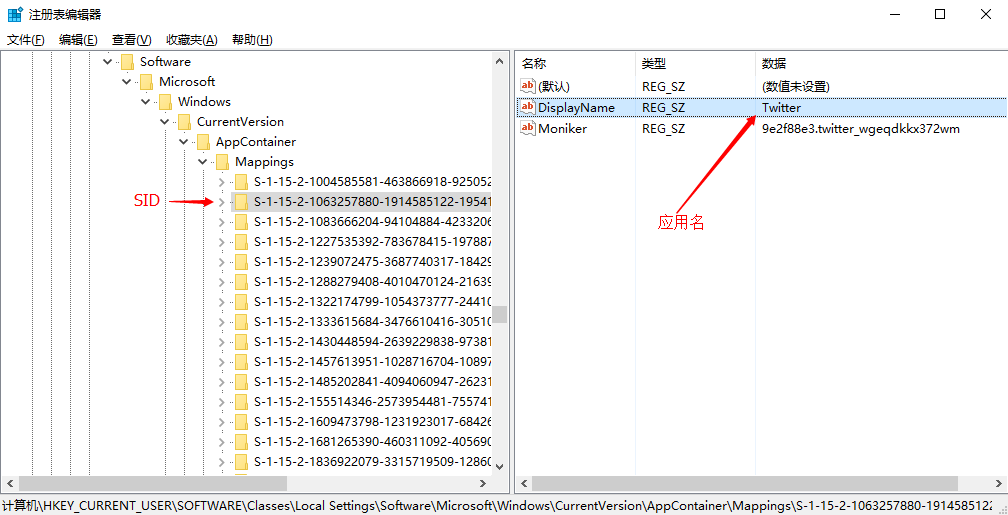 注册表编辑器
文件(F) 编辑(E) 查看(V) 收藏夹(A) 帮助(H)
Software
Microsoft
Windows
CurrentVersion
AppContainer
Mappings
S-1-15-2-1004585581-463866918-925052
S-1-15-2-1063257880-1914585122-19541
S-1-15-2-1083666204-94104884-4233206
S-1-15-2-1227535392-783678415-197887
S-1-15-2-1239072475-3687740317-18429
S-1-15-2-1288279408-4010470124-21639
S-1-15-2-1322174799-1054373777-24410
S-1-15-2-1333615684-3476610416-30510
S-1-15-2-1430448594-2639229838-97381
S-1-15-2-1457613951-1028716704-10897
S-1-15-2-1485202841-4094060947-26231
S-1-15-2-155514346-2573954481-755741
S-1-15-2-1609473798-1231923017-68426
S-1-15-2-1681265390-460311092-405690
S-1-15-2-1836922079-3315719509-12860
SID
名称 类型 数据
(默认) REG_SZ (数值未设置)
DisplayName REG_SZ Twitter
Moniker REG_SZ 9e2f88e3.twitter_wgeqdkkx372wm
应用名
计算机\HKEY_CURRENT_USER\SOFTWARE\Classes\Local Settings\Software\Microsoft\Windows\CurrentVersion\AppContainer\Mappings\S-1-15-2-1063257880-1914585122